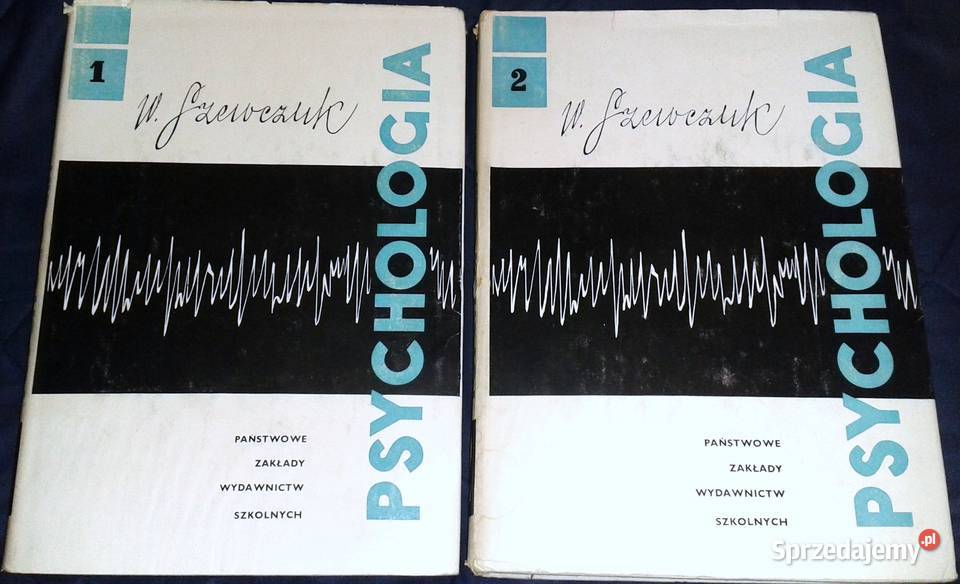 1
W. Szewczuk
PSYCHOLOGIA
PAŃSTWOWE
ZAKŁADY
WYDAWNICTW
SZKOLNYCH
2
W. Szewczuk
PSYCHOLOGIA
PAŃSTWOWE
ZAKŁADY
WYDAWNICTW
SZKOLNYCH
Sprzedajemy.pl